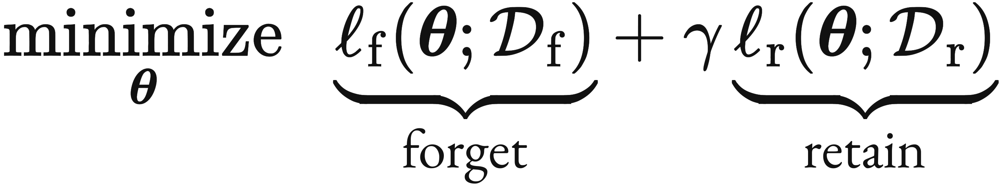 minimize ℓ_f(θ; 𝒟_f) + γ ℓ_r(θ; 𝒟_r)
θ
forget retain